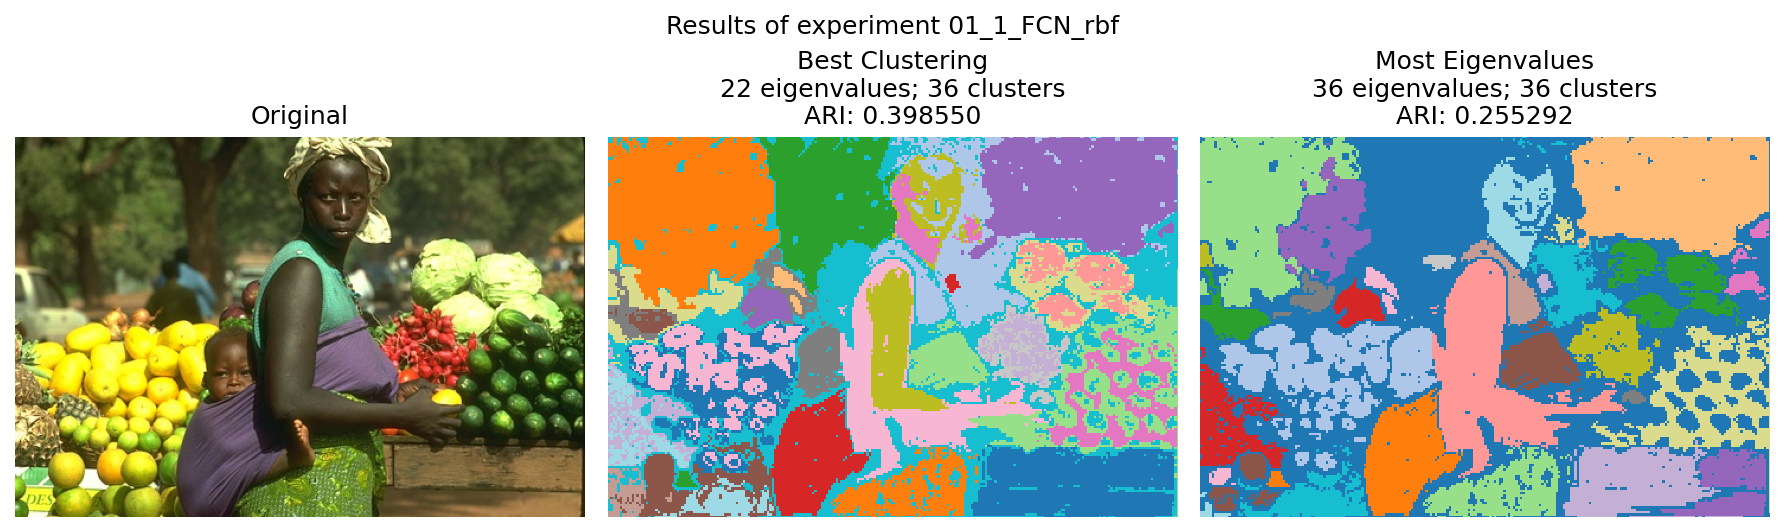 Results of experiment 01_1_FCN_rbf
Original
Best Clustering
22 eigenvalues; 36 clusters
ARI: 0.398550
Most Eigenvalues
36 eigenvalues; 36 clusters
ARI: 0.255292
DES